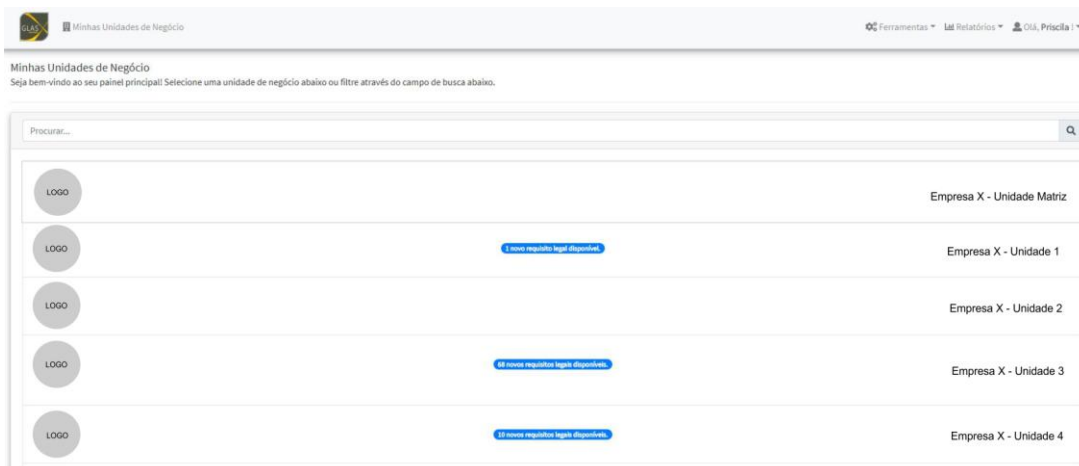 GLAS Minhas Unidades de Negócio Ferramentas Relatórios Olá, Priscila
Minhas Unidades de Negócio
Seja bem-vindo ao seu painel principal! Selecione uma unidade de negócio abaixo ou filtre através do campo de busca abaixo.
Procurar...
LOGO Empresa X - Unidade Matriz
LOGO 1 novo requisito legal disponível. Empresa X - Unidade 1
LOGO Empresa X - Unidade 2
LOGO 68 novos requisitos legais disponíveis. Empresa X - Unidade 3
LOGO 10 novos requisitos legais disponíveis. Empresa X - Unidade 4